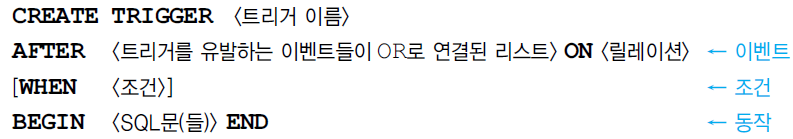 CREATE TRIGGER 〈트리거 이름〉
AFTER 〈트리거를 유발하는 이벤트들이 OR로 연결된 리스트〉 ON 〈릴레이션〉 ← 이벤트
[WHEN 〈조건〉] ← 조건
BEGIN 〈SQL문(들)〉 END ← 동작